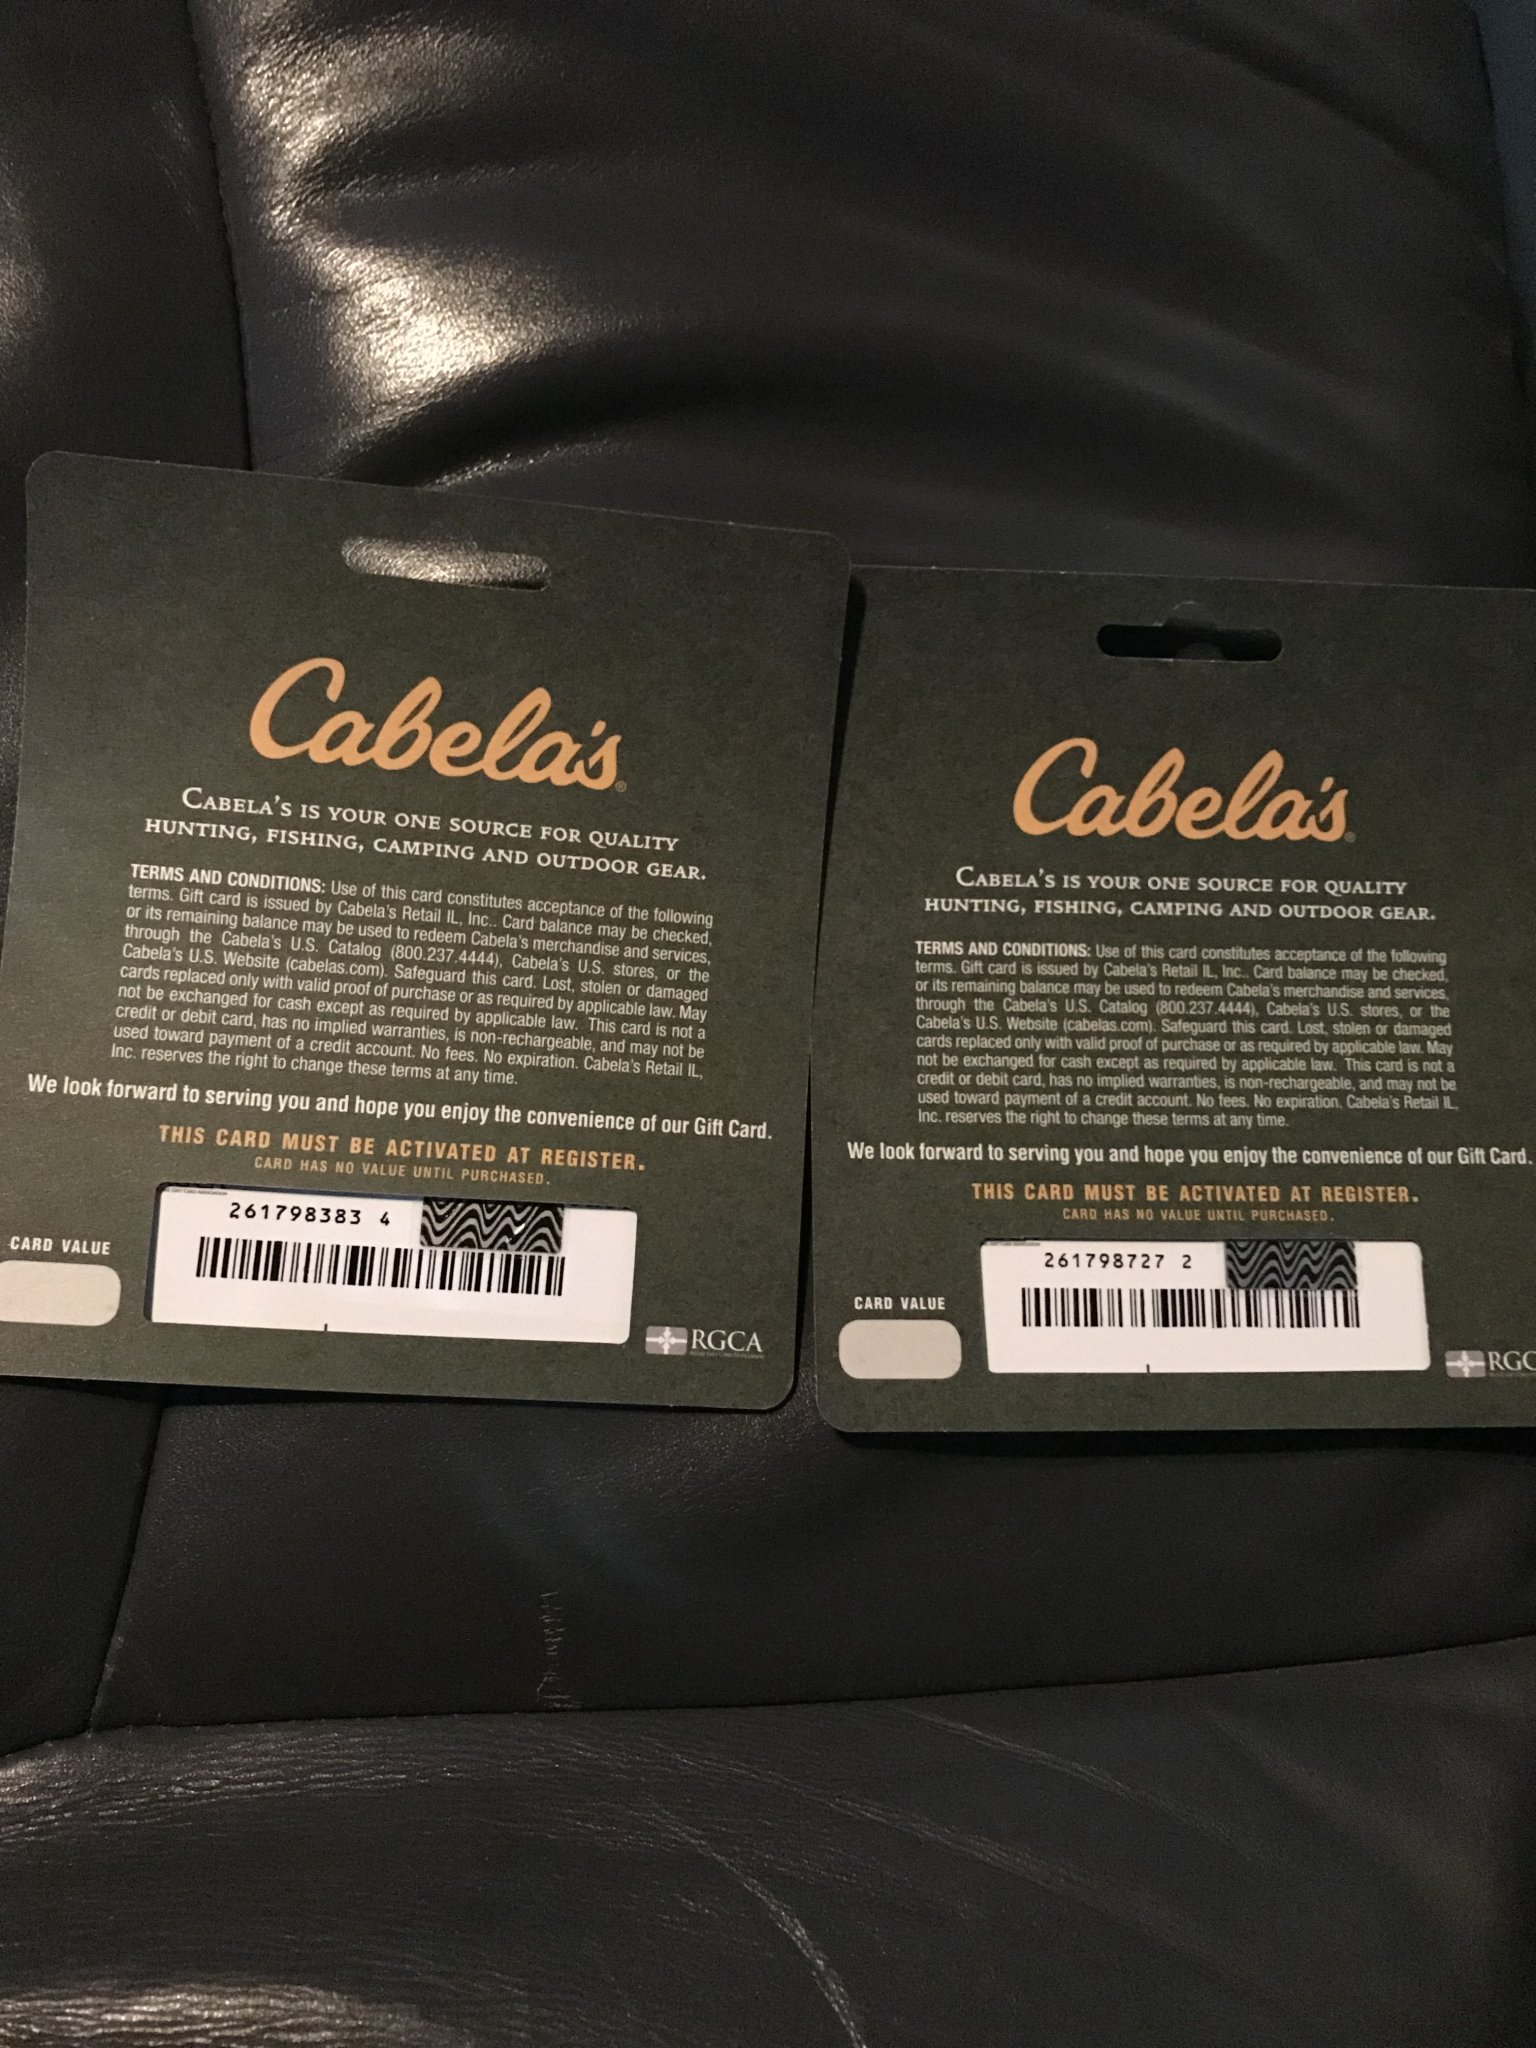 Cabela's®
CABELA'S IS YOUR ONE SOURCE FOR QUALITY
HUNTING, FISHING, CAMPING AND OUTDOOR GEAR.
TERMS AND CONDITIONS: Use of this card constitutes acceptance of the following
terms. Gift card is issued by Cabela's Retail IL, Inc.. Card balance may be checked,
or its remaining balance may be used to redeem Cabela's merchandise and services,
through the Cabela's U.S. Catalog (800.237.4444), Cabela's U.S. stores, or the
Cabela's U.S. Website (cabelas.com). Safeguard this card. Lost, stolen or damaged
cards replaced only with valid proof of purchase or as required by applicable law. May
not be exchanged for cash except as required by applicable law. This card is not a
credit or debit card, has no implied warranties, is non-rechargeable, and may not be
used toward payment of a credit account. No fees. No expiration. Cabela's Retail IL,
Inc. reserves the right to change these terms at any time.
We look forward to serving you and hope you enjoy the convenience of our Gift Card.
THIS CARD MUST BE ACTIVATED AT REGISTER.
CARD HAS NO VALUE UNTIL PURCHASED.
261798383 4
CARD VALUE
RGCA
Cabela's®
CABELA'S IS YOUR ONE SOURCE FOR QUALITY
HUNTING, FISHING, CAMPING AND OUTDOOR GEAR.
TERMS AND CONDITIONS: Use of this card constitutes acceptance of the following
terms. Gift card is issued by Cabela's Retail IL, Inc.. Card balance may be checked,
or its remaining balance may be used to redeem Cabela's merchandise and services,
through the Cabela's U.S. Catalog (800.237.4444), Cabela's U.S. stores, or the
Cabela's U.S. Website (cabelas.com). Safeguard this card. Lost, stolen or damaged
cards replaced only with valid proof of purchase or as required by applicable law. May
not be exchanged for cash except as required by applicable law. This card is not a
credit or debit card, has no implied warranties, is non-rechargeable, and may not be
used toward payment of a credit account. No fees. No expiration. Cabela's Retail IL,
Inc. reserves the right to change these terms at any time.
We look forward to serving you and hope you enjoy the convenience of our Gift Card.
THIS CARD MUST BE ACTIVATED AT REGISTER.
CARD HAS NO VALUE UNTIL PURCHASED.
261798727 2
CARD VALUE
RGC